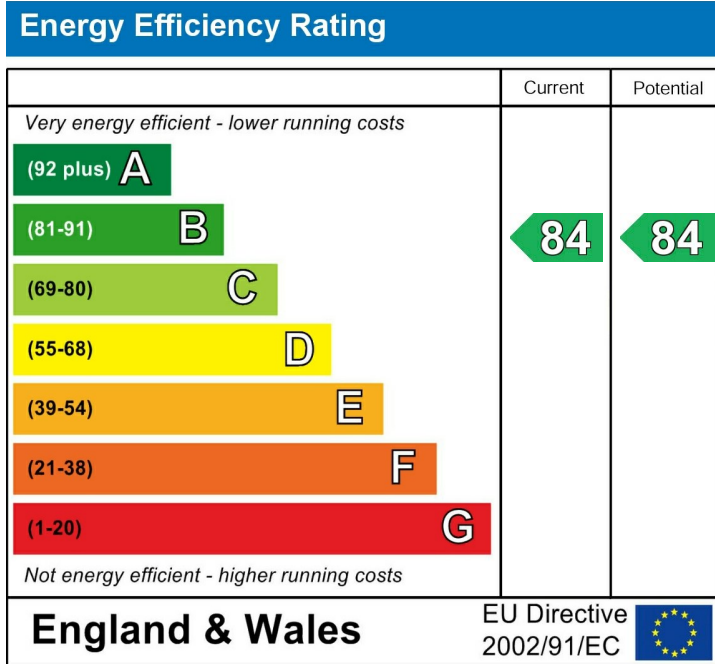 Energy Efficiency Rating
Current Potential
Very energy efficient - lower running costs
(92 plus) A
(81-91) B 84 84
(69-80) C
(55-68) D
(39-54) E
(21-38) F
(1-20) G
Not energy efficient - higher running costs
England & Wales
EU Directive
2002/91/EC